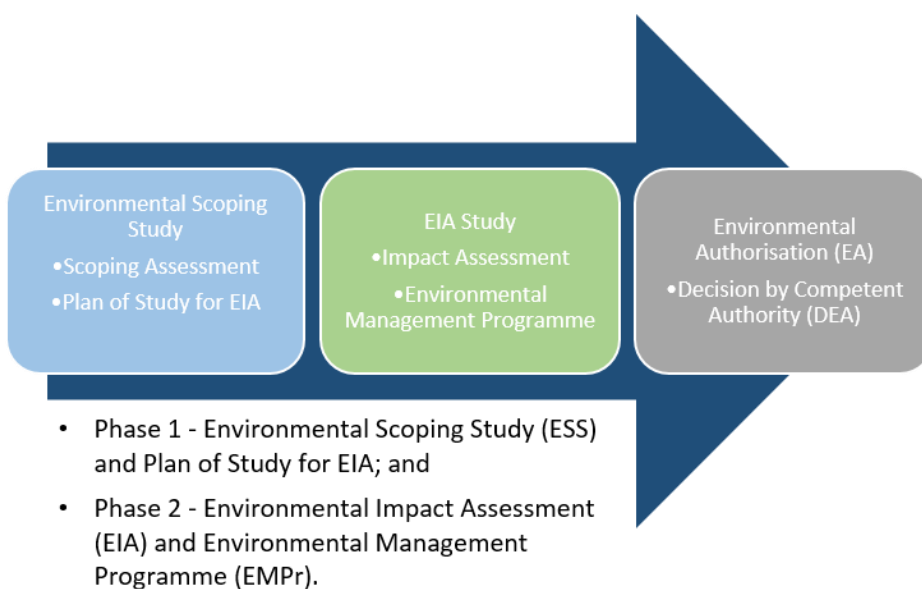 Environmental Scoping
Study
•Scoping Assessment
•Plan of Study for EIA
EIA Study
•Impact Assessment
•Environmental
Management Programme
Environmental
Authorisation (EA)
•Decision by Competent
Authority (DEA)
• Phase 1 - Environmental Scoping Study (ESS)
and Plan of Study for EIA; and
• Phase 2 - Environmental Impact Assessment
(EIA) and Environmental Management
Programme (EMPr).